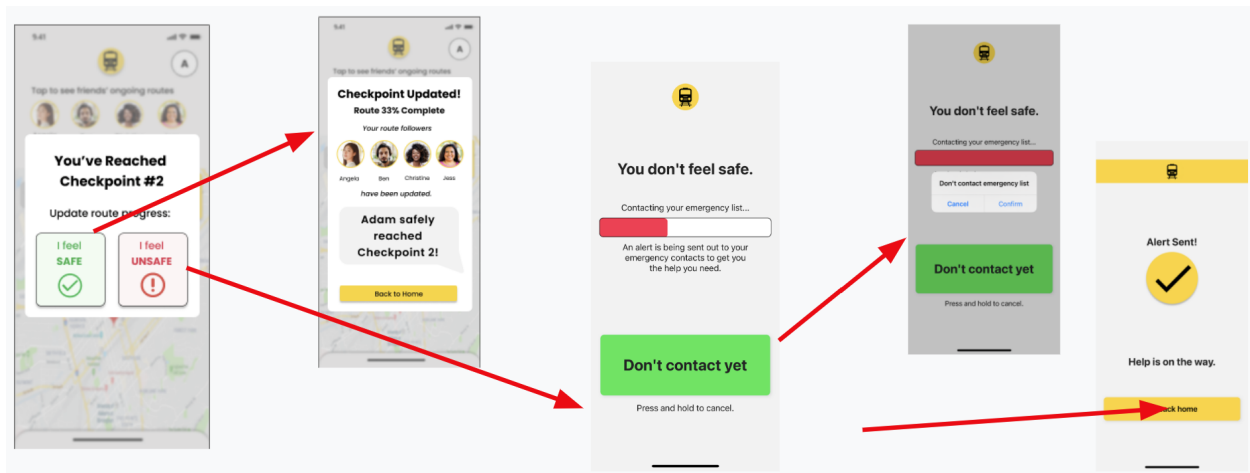 9:41
A
Tap to see friends' ongoing routes
You've Reached
Checkpoint #2
Update route progress:
I feel
SAFE
I feel
UNSAFE
9:41
A
Tap to see friends' ongoing routes
Checkpoint Updated!
Route 33% Complete
Your route followers
Angela
Ben
Christine
Jess
have been updated.
Adam safely
reached
Checkpoint 2!
Back to Home
You don't feel safe.
Contacting your emergency list...
An alert is being sent out to your
emergency contacts to get you
the help you need.
Don't contact yet
Press and hold to cancel.
You don't feel safe.
Contacting your emergency list...
Don't contact emergency list
Cancel
Confirm
Don't contact yet
Press and hold to cancel.
Alert Sent!
Help is on the way.
ack home